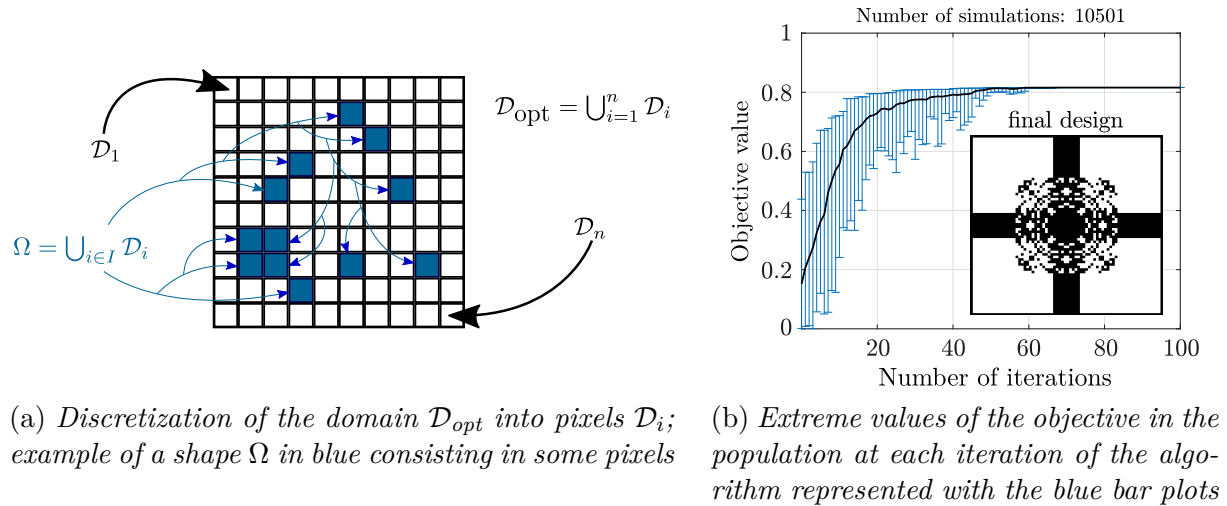 𝒟₁
𝒟_opt = ⋃ⁿᵢ₌₁ 𝒟ᵢ
Ω = ⋃_{i∈I} 𝒟ᵢ
𝒟ₙ
(a) Discretization of the domain 𝒟_opt into pixels 𝒟ᵢ;
example of a shape Ω in blue consisting in some pixels
Number of simulations: 10501
1
0.8
0.6
0.4
0.2
0
Objective value
final design
20
40
60
80
100
Number of iterations
(b) Extreme values of the objective in the
population at each iteration of the algo-
rithm represented with the blue bar plots